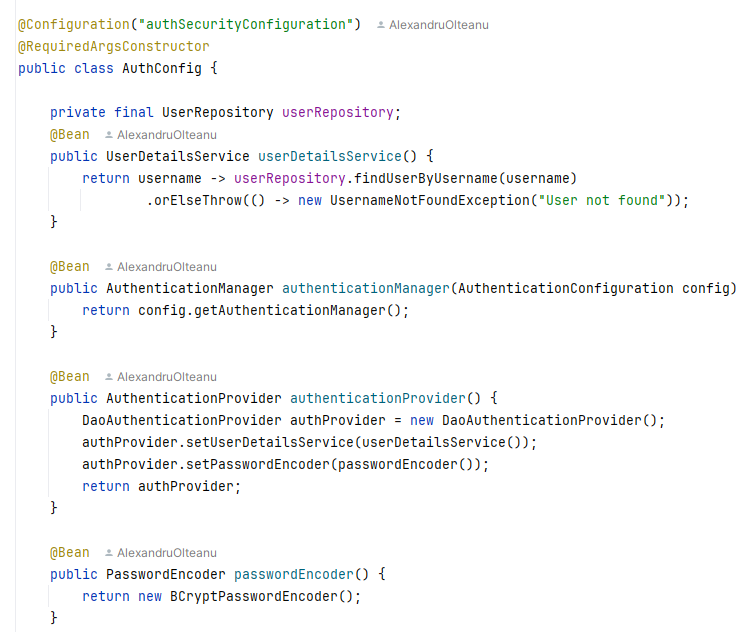 @Configuration("authSecurityConfiguration") AlexandruOlteanu
@RequiredArgsConstructor
public class AuthConfig {
private final UserRepository userRepository;
@Bean AlexandruOlteanu
public UserDetailsService userDetailsService() {
return username -> userRepository.findUserByUsername(username)
.orElseThrow(() -> new UsernameNotFoundException("User not found"));
}
@Bean AlexandruOlteanu
public AuthenticationManager authenticationManager(AuthenticationConfiguration config)
return config.getAuthenticationManager();
}
@Bean AlexandruOlteanu
public AuthenticationProvider authenticationProvider() {
DaoAuthenticationProvider authProvider = new DaoAuthenticationProvider();
authProvider.setUserDetailsService(userDetailsService());
authProvider.setPasswordEncoder(passwordEncoder());
return authProvider;
}
@Bean AlexandruOlteanu
public PasswordEncoder passwordEncoder() {
return new BCryptPasswordEncoder();
}